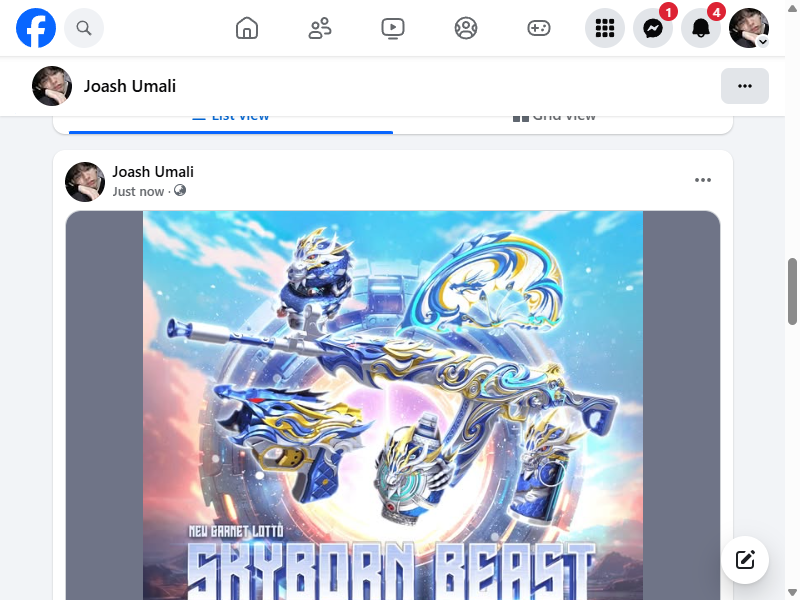 1
4
Joash Umali
List view
Grid view
Joash Umali
Just now ·
NEW GARNET LOTTO
SKYBORN BEAST